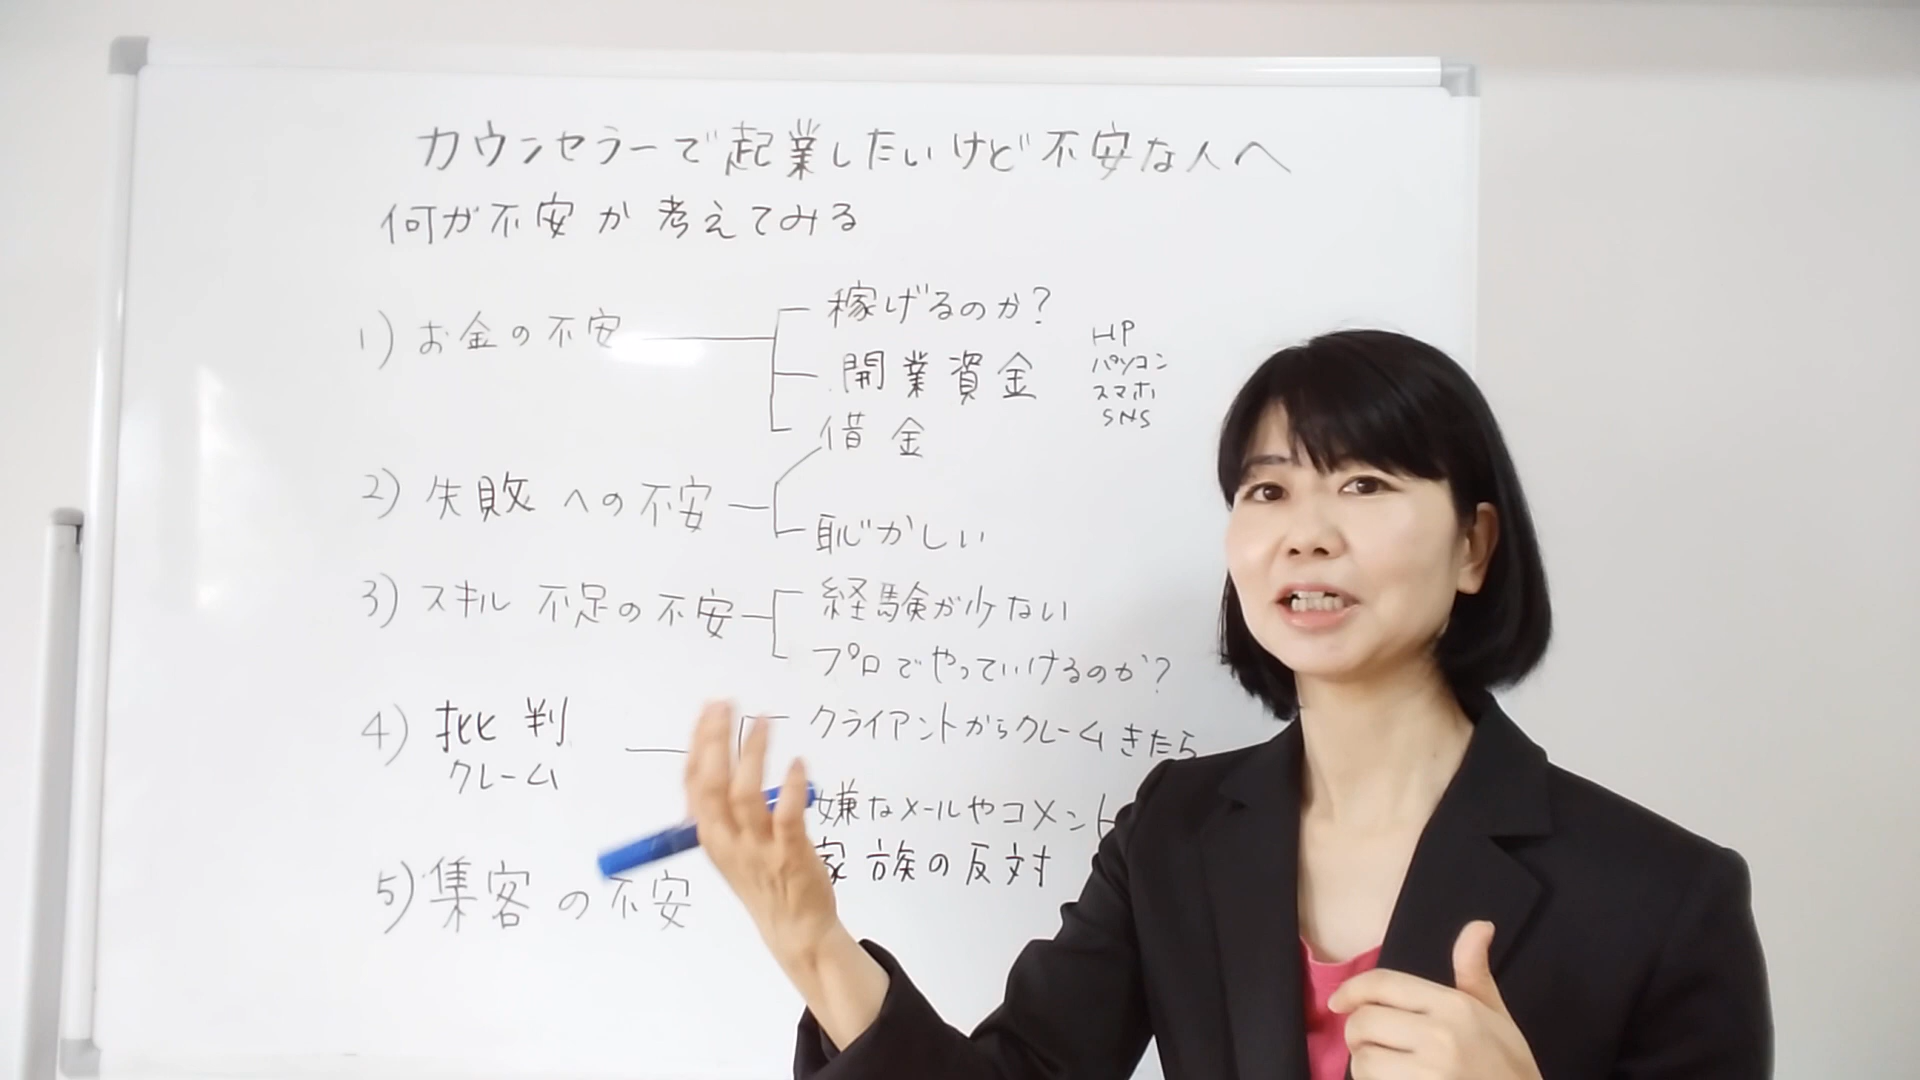 カウンセラーで起業したいけど不安な人へ
何が不安か考えてみる
1) お金の不安
稼げるのか?
開業資金
借金
HP
パソコン
スマホ
SNS
2) 失敗への不安
恥ずかしい
3) スキル不足の不安
経験が少ない
プロでやっていけるのか?
4) 批判
クレーム
クライアントからクレームきたら
嫌なメールやコメント
家族の反対
5) 集客の不安